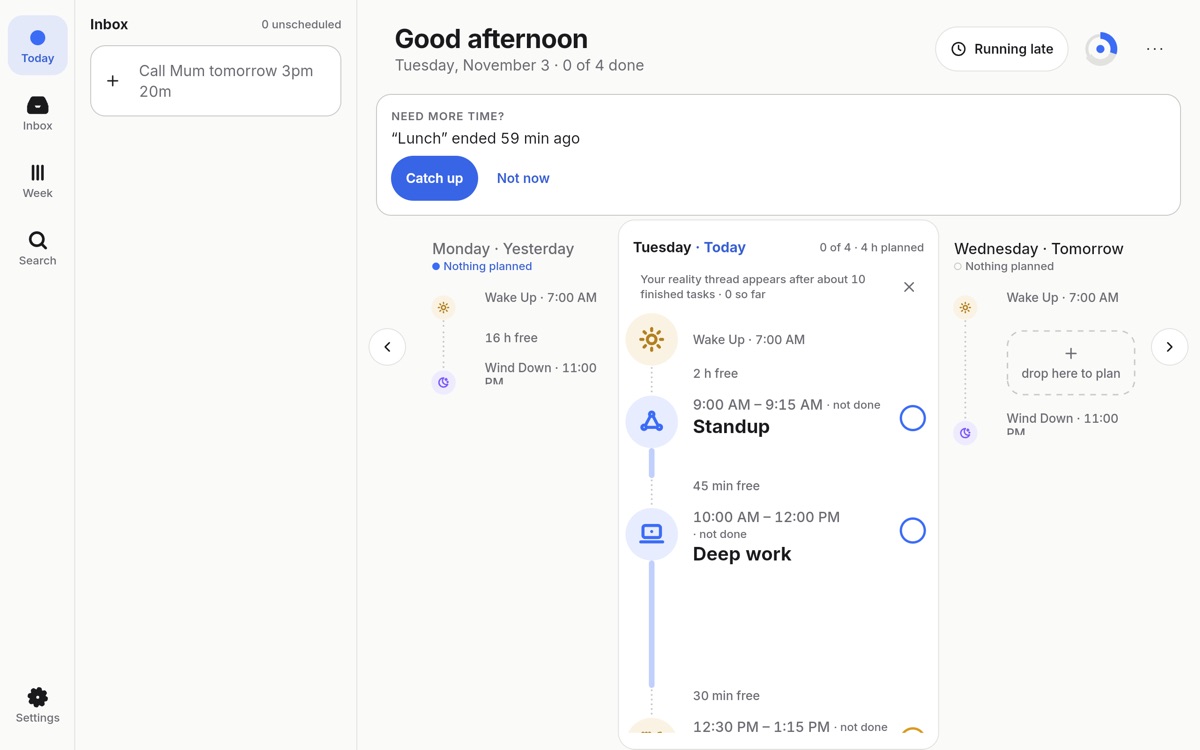 Today
Inbox
Week
Search
Settings
Inbox
0 unscheduled
Call Mum tomorrow 3pm
20m
Good afternoon
Tuesday, November 3 · 0 of 4 done
Running late
NEED MORE TIME?
“Lunch” ended 59 min ago
Catch up
Not now
Monday · Yesterday
Nothing planned
Wake Up · 7:00 AM
16 h free
Wind Down · 11:00
PM
Tuesday · Today
0 of 4 · 4 h planned
Your reality thread appears after about 10
finished tasks · 0 so far
Wake Up · 7:00 AM
2 h free
9:00 AM – 9:15 AM · not done
Standup
45 min free
10:00 AM – 12:00 PM
· not done
Deep work
30 min free
12:30 PM – 1:15 PM · not done
Wednesday · Tomorrow
Nothing planned
Wake Up · 7:00 AM
drop here to plan
Wind Down · 11:00
PM